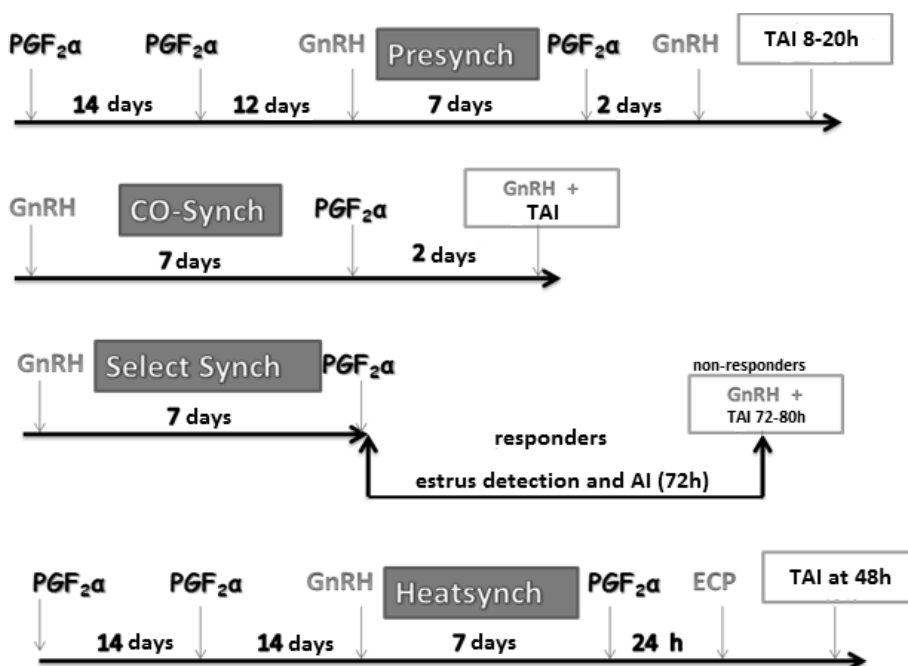 PGF₂α PGF₂α GnRH Presynch PGF₂α GnRH TAI 8-20h
14 days 12 days 7 days 2 days
GnRH CO-Synch PGF₂α GnRH +
TAI
7 days 2 days
GnRH Select Synch PGF₂α non-responders
GnRH +
TAI 72-80h
7 days
responders
estrus detection and AI (72h)
PGF₂α PGF₂α GnRH Heatsynch PGF₂α ECP TAI at 48h
14 days 14 days 7 days 24 h